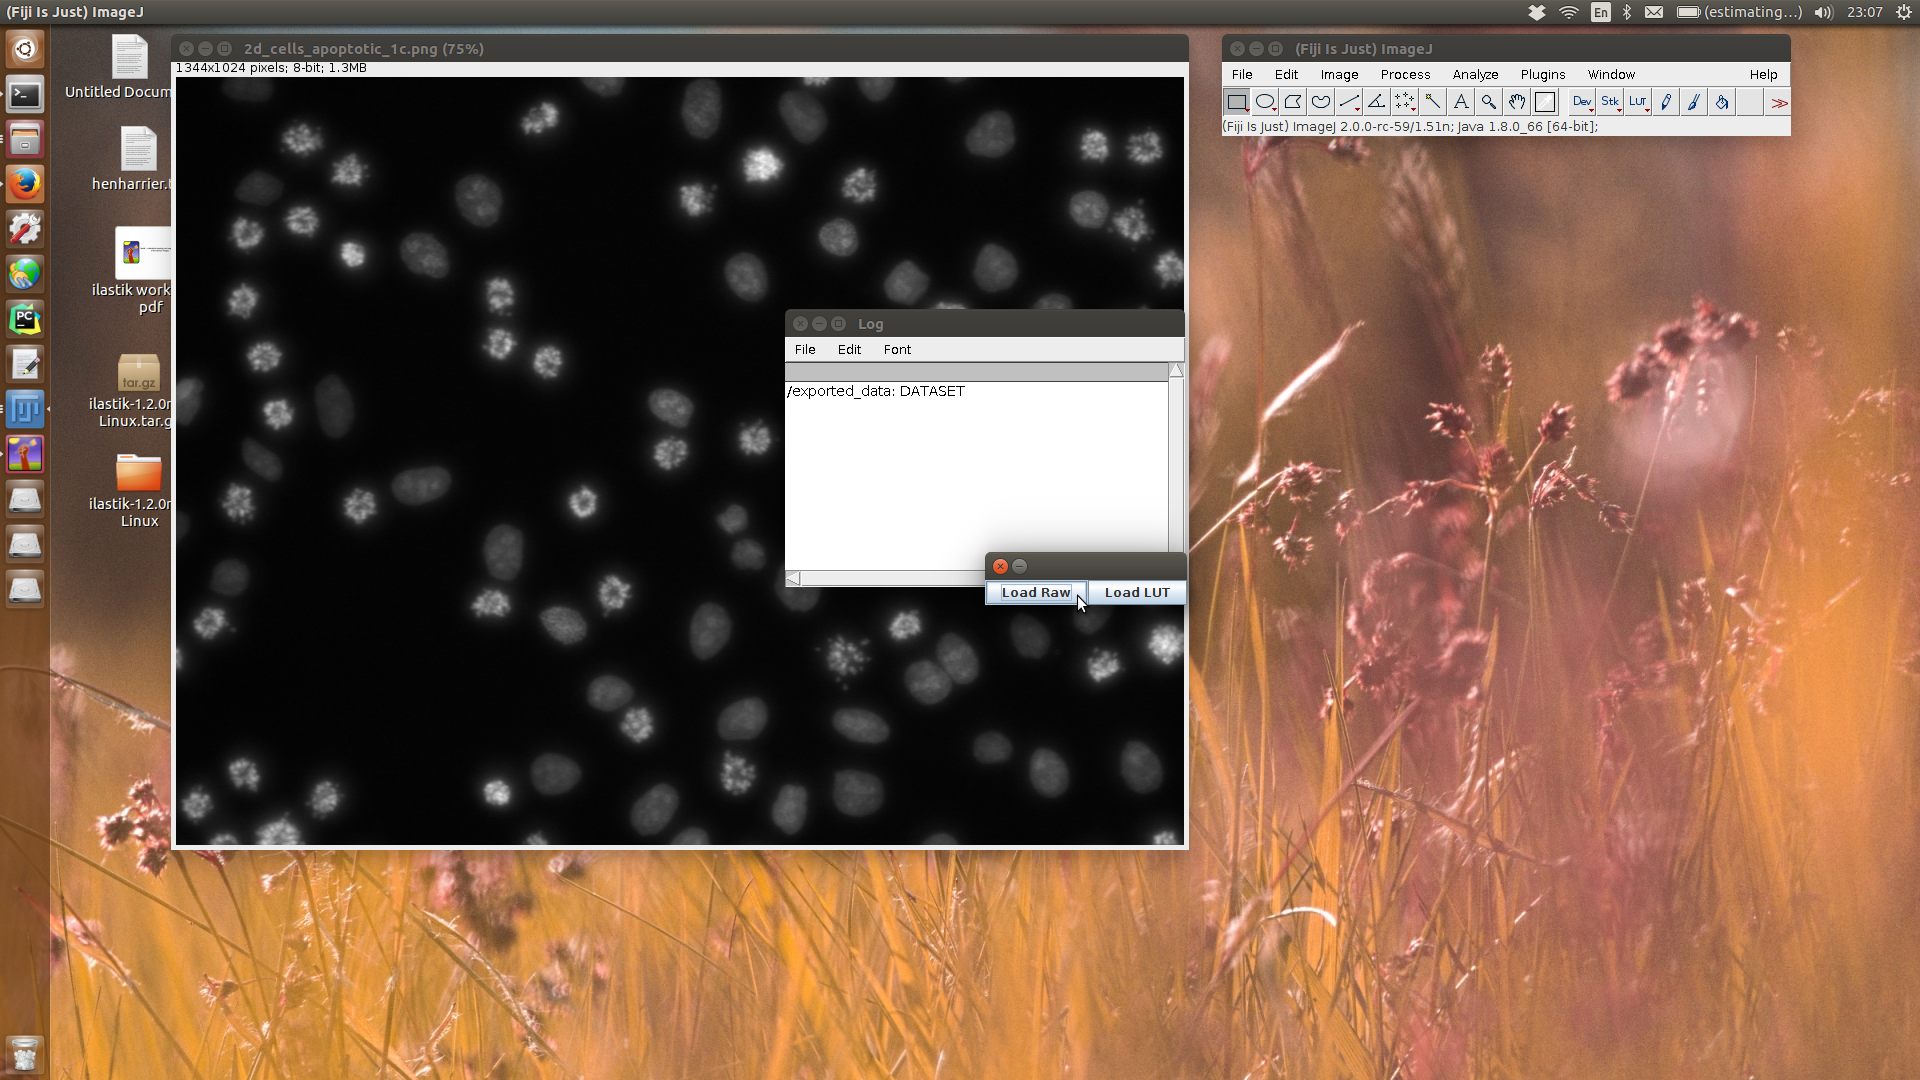 (Fiji Is Just) ImageJ
En
(estimating...)
23:07
Untitled Docum
henharrier.t
ilastik work
pdf
tar.gz
ilastik-1.2.0r
Linux.tar.g
ilastik-1.2.0r
Linux
PC
2d_cells_apoptotic_1c.png (75%)
1344x1024 pixels; 8-bit; 1.3MB
Log
File Edit Font
/exported_data: DATASET
Load Raw Load LUT
(Fiji Is Just) ImageJ
File Edit Image Process Analyze Plugins Window Help
A Dev Stk LUT >>
(Fiji Is Just) ImageJ 2.0.0-rc-59/1.51n; Java 1.8.0_66 [64-bit];